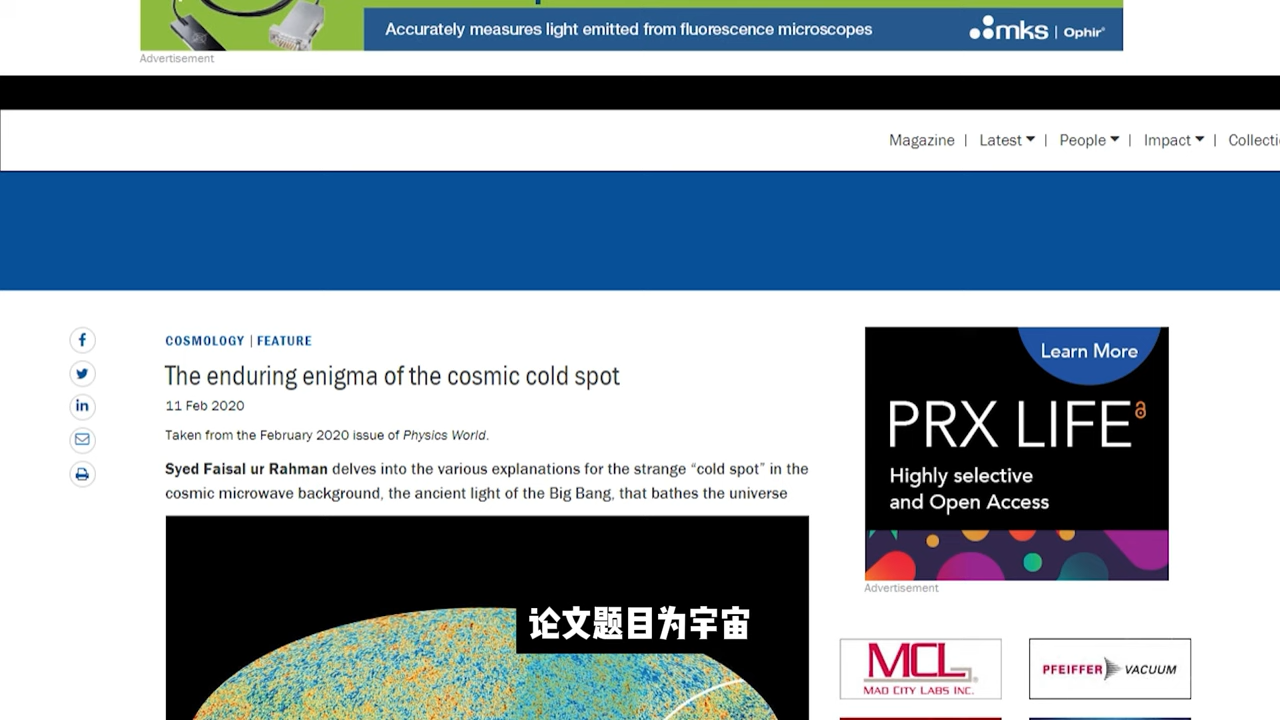 Accurately measures light emitted from fluorescence microscopes
mks | Ophir®
Advertisement
Magazine | Latest | People | Impact |
COSMOLOGY | FEATURE
The enduring enigma of the cosmic cold spot
11 Feb 2020
Taken from the February 2020 issue of Physics World.
Syed Faisal ur Rahman delves into the various explanations for the strange “cold spot” in the
cosmic microwave background, the ancient light of the Big Bang, that bathes the universe
论文题目为宇宙
Learn More
PRX LIFE
Highly selective
and Open Access
Advertisement
MCL®
MAD CITY LABS INC.
PFEIFFER VACUUM